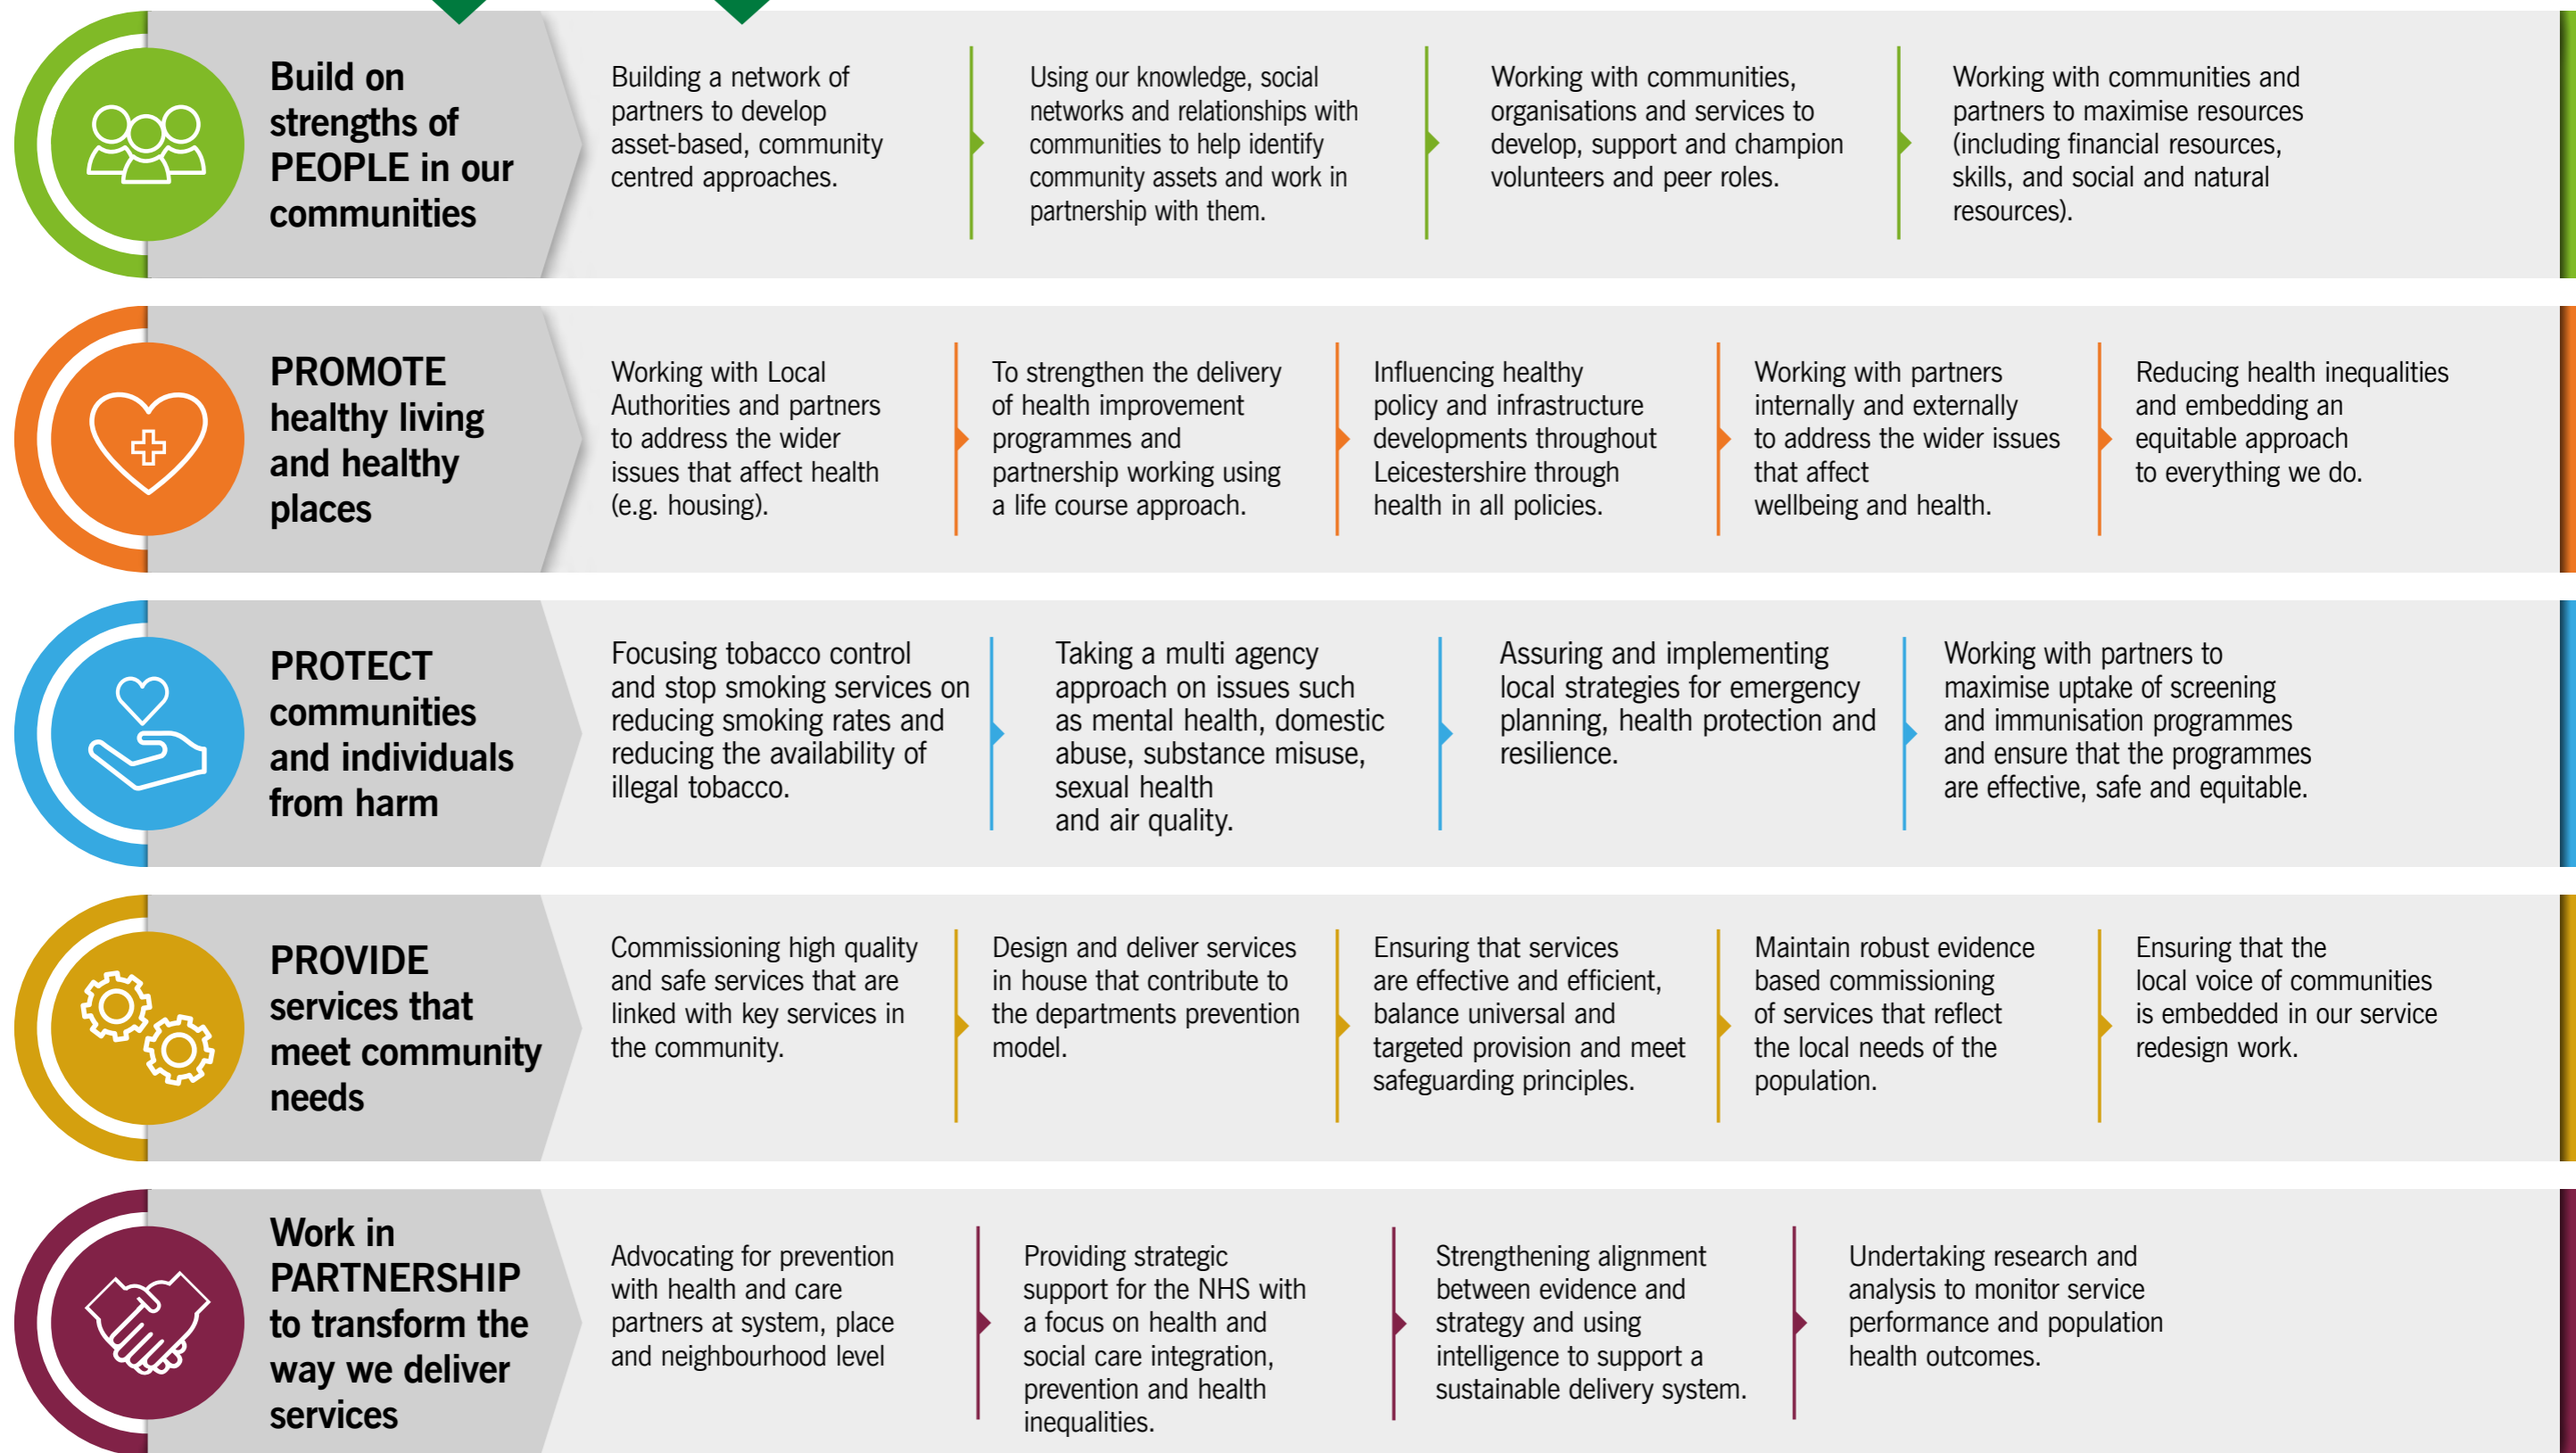 Build on
strengths of
PEOPLE in our
communities
Building a network of
partners to develop
asset-based, community
centred approaches.
Using our knowledge, social
networks and relationships with
communities to help identify
community assets and work in
partnership with them.
Working with communities,
organisations and services to
develop, support and champion
volunteers and peer roles.
Working with communities and
partners to maximise resources
(including financial resources,
skills, and social and natural
resources).
PROMOTE
healthy living
and healthy
places
Working with Local
Authorities and partners
to address the wider
issues that affect health
(e.g. housing).
To strengthen the delivery
of health improvement
programmes and
partnership working using
a life course approach.
Influencing healthy
policy and infrastructure
developments throughout
Leicestershire through
health in all policies.
Working with partners
internally and externally
to address the wider issues
that affect
wellbeing and health.
Reducing health inequalities
and embedding an
equitable approach
to everything we do.
PROTECT
communities
and individuals
from harm
Focusing tobacco control
and stop smoking services on
reducing smoking rates and
reducing the availability of
illegal tobacco.
Taking a multi agency
approach on issues such
as mental health, domestic
abuse, substance misuse,
sexual health
and air quality.
Assuring and implementing
local strategies for emergency
planning, health protection and
resilience.
Working with partners to
maximise uptake of screening
and immunisation programmes
and ensure that the programmes
are effective, safe and equitable.
PROVIDE
services that
meet community
needs
Commissioning high quality
and safe services that are
linked with key services in
the community.
Design and deliver services
in house that contribute to
the departments prevention
model.
Ensuring that services
are effective and efficient,
balance universal and
targeted provision and meet
safeguarding principles.
Maintain robust evidence
based commissioning
of services that reflect
the local needs of the
population.
Ensuring that the
local voice of communities
is embedded in our service
redesign work.
Work in
PARTNERSHIP
to transform the
way we deliver
services
Advocating for prevention
with health and care
partners at system, place
and neighbourhood level
Providing strategic
support for the NHS with
a focus on health and
social care integration,
prevention and health
inequalities.
Strengthening alignment
between evidence and
strategy and using
intelligence to support a
sustainable delivery system.
Undertaking research and
analysis to monitor service
performance and population
health outcomes.